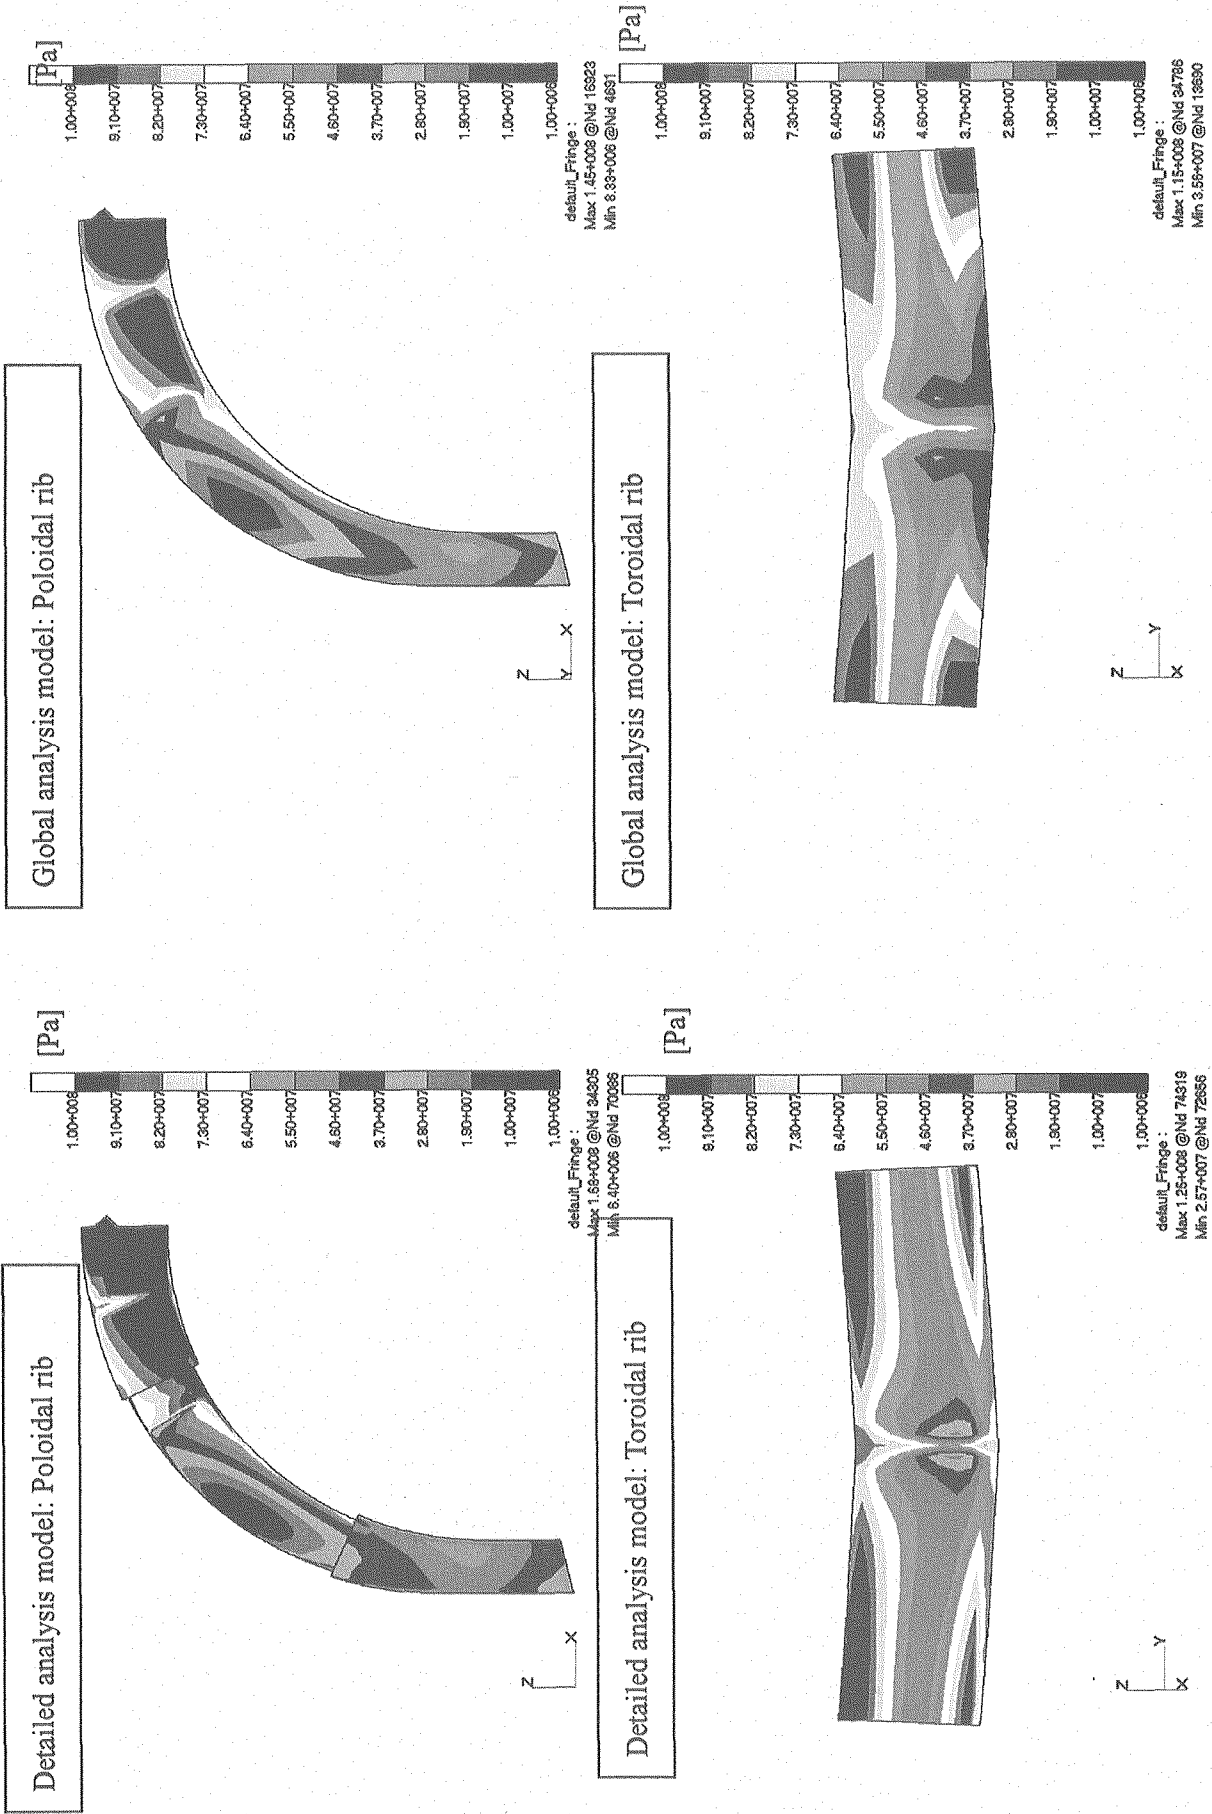 Global analysis model: Poloidal rib
[Pa]
1.00+008
9.10+007
8.20+007
7.30+007
6.40+007
5.50+007
4.60+007
3.70+007
2.80+007
1.90+007
1.00+007
1.00+006
default_Fringe :
Max 1.45+008 @Nd 16923
Min 8.33+006 @Nd 4691
Z
Y X
Global analysis model: Toroidal rib
[Pa]
1.00+008
9.10+007
8.20+007
7.30+007
6.40+007
5.50+007
4.60+007
3.70+007
2.80+007
1.90+007
1.00+007
1.00+006
default_Fringe :
Max 1.15+008 @Nd 94786
Min 3.56+007 @Nd 13690
Z
Y
X
Detailed analysis model: Poloidal rib
[Pa]
1.00+008
9.10+007
8.20+007
7.30+007
6.40+007
5.50+007
4.60+007
3.70+007
2.80+007
1.90+007
1.00+007
1.00+006
default_Fringe :
Max 1.68+008 @Nd 34305
Min 6.40+006 @Nd 70086
Z
X
Detailed analysis model: Toroidal rib
[Pa]
1.00+008
9.10+007
8.20+007
7.30+007
6.40+007
5.50+007
4.60+007
3.70+007
2.80+007
1.90+007
1.00+007
1.00+006
default_Fringe :
Max 1.25+008 @Nd 74319
Min 2.57+007 @Nd 72656
Z
Y
X